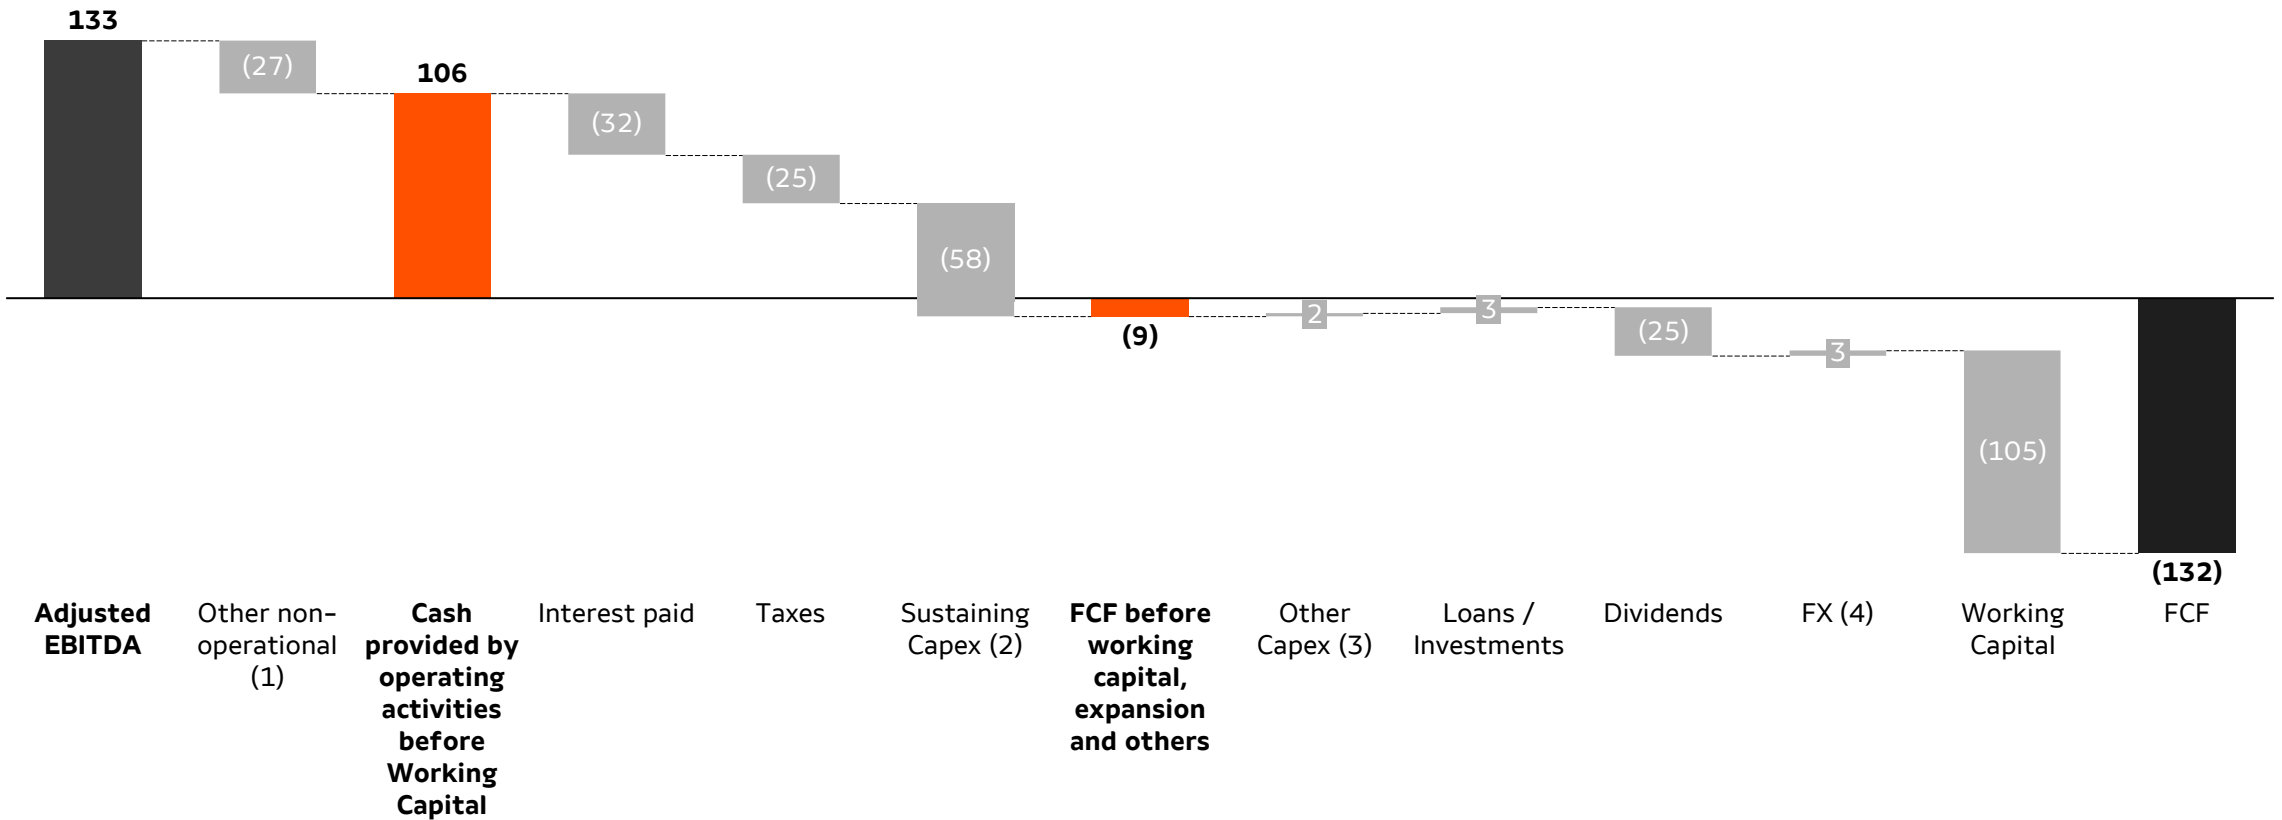 133
(27)
106
(32)
(25)
(58)
(9)
2
3
(25)
3
(105)
(132)
Adjusted
EBITDA
Other non-
operational
(1)
Cash
provided by
operating
activities
before
Working
Capital
Interest paid
Taxes
Sustaining
Capex (2)
FCF before
working
capital,
expansion
and others
Other
Capex (3)
Loans /
Investments
Dividends
FX (4)
Working
Capital
FCF